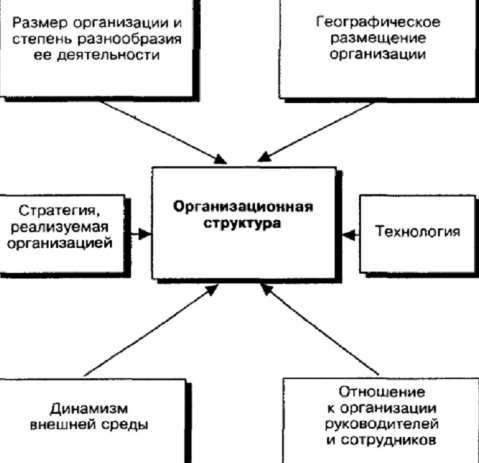 Размер организации и
степень разнообразия
ее деятельности
Географическое
размещение
организации
Стратегия,
реализуемая
организацией
Организационная
структура
Технология
Динамизм
внешней среды
Отношение
к организации
руководителей
и сотрудников